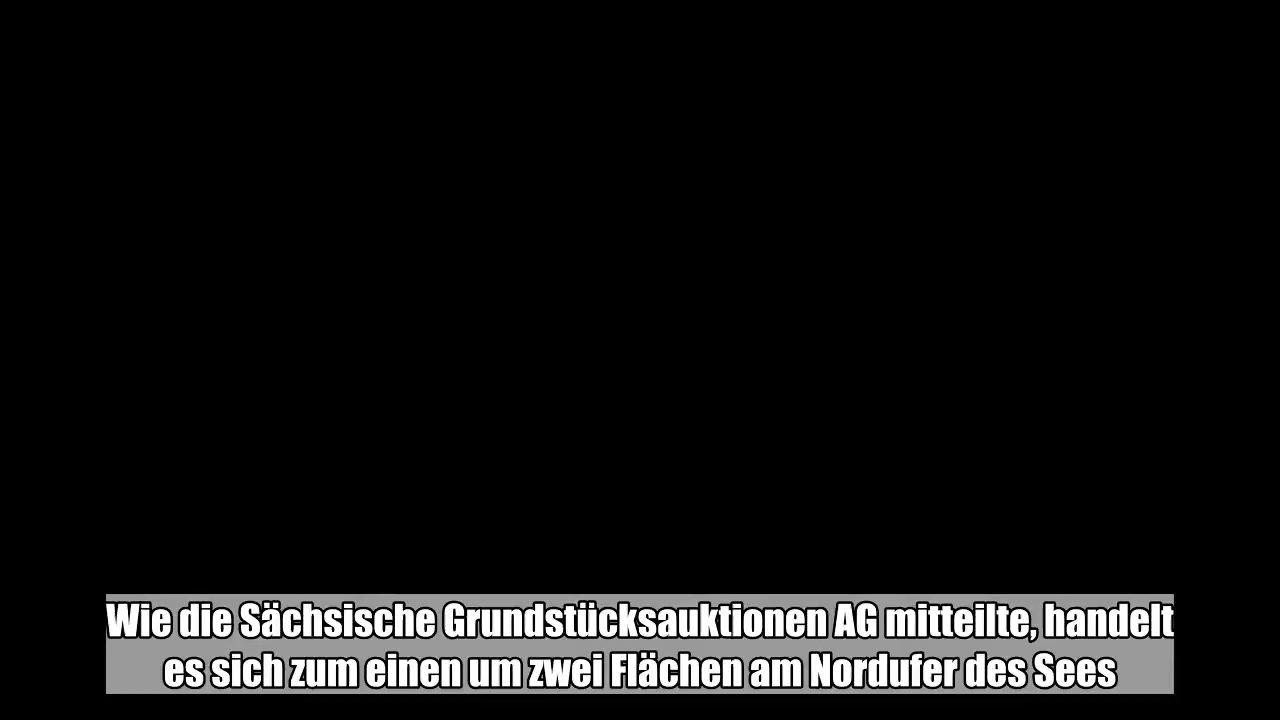 Wie die Sächsische Grundstücksauktionen AG mitteilte, handelt
es sich zum einen um zwei Flächen am Nordufer des Sees